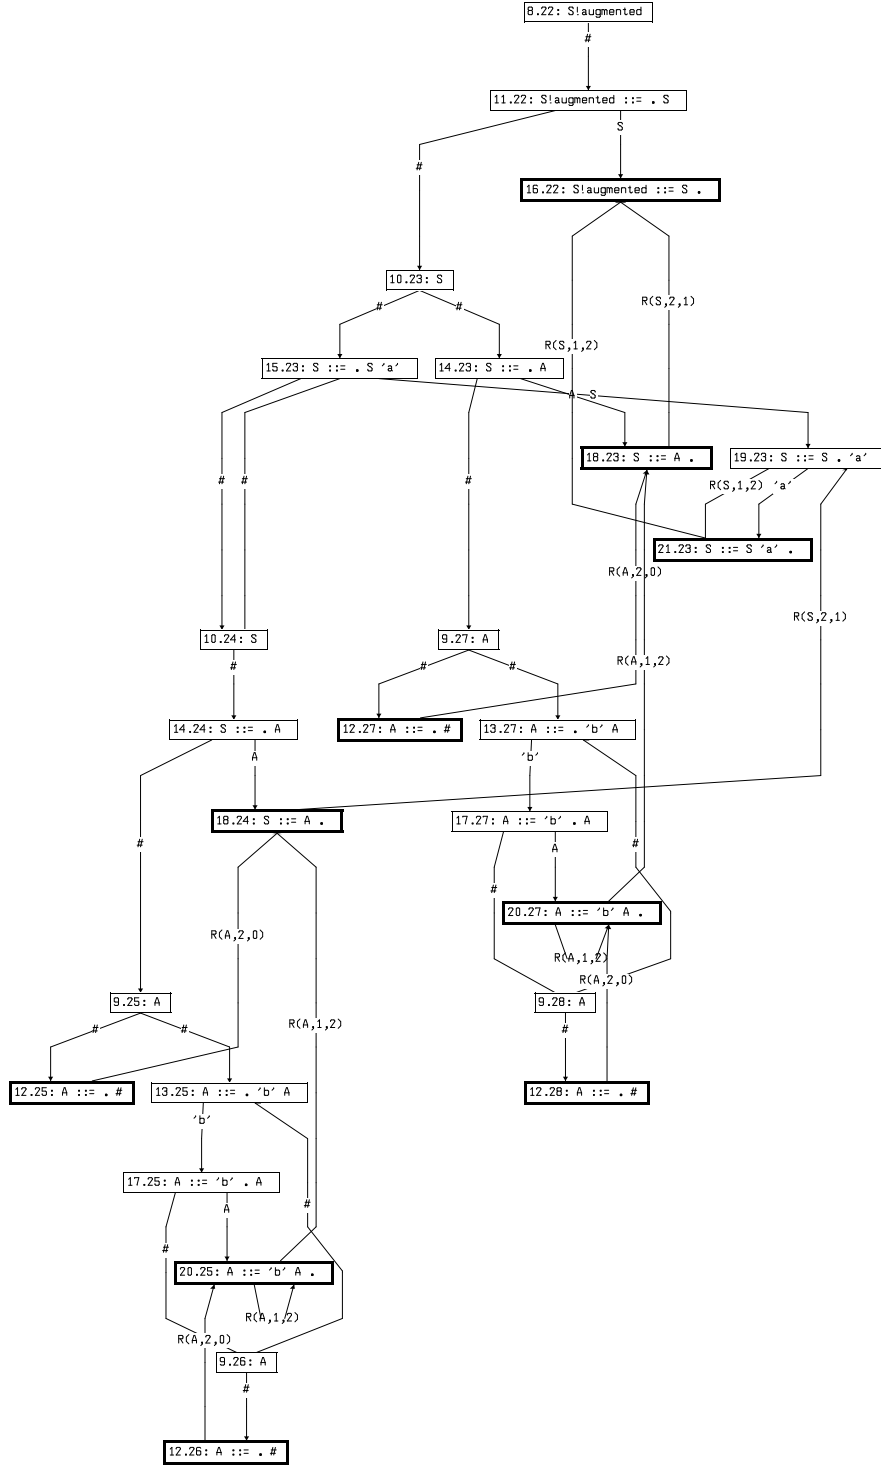 8.22: S!augmented
#
11.22: S!augmented ::= . S
S
#
16.22: S!augmented ::= S .
10.23: S
R(S,2,1)
# #
R(S,1,2)
15.23: S ::= . S 'a'
14.23: S ::= . A
A S
18.23: S ::= A .
19.23: S ::= S . 'a'
# # #
R(S,1,2) 'a'
21.23: S ::= S 'a' .
R(A,2,0)
R(S,2,1)
10.24: S
9.27: A
R(A,1,2)
# # #
14.24: S ::= . A
12.27: A ::= . #
13.27: A ::= . 'b' A
A
'b'
18.24: S ::= A .
17.27: A ::= 'b' . A
# A #
#
20.27: A ::= 'b' A .
R(A,2,0)
R(A,1,2)
R(A,2,0)
9.25: A
9.28: A
R(A,1,2)
# # #
12.25: A ::= . #
13.25: A ::= . 'b' A
12.28: A ::= . #
'b'
17.25: A ::= 'b' . A
#
A
#
20.25: A ::= 'b' A .
R(A,1,2)
R(A,2,0)
9.26: A
#
12.26: A ::= . #